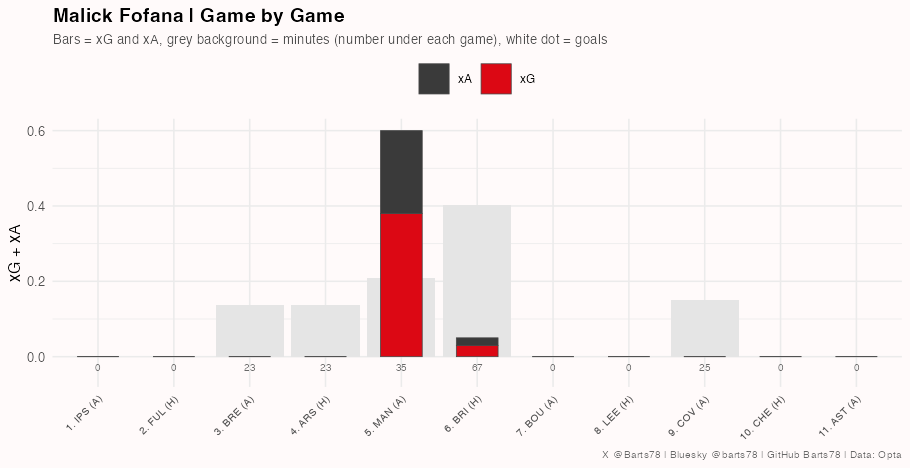 Malick Fofana | Game by Game
Bars = xG and xA, grey background = minutes (number under each game), white dot = goals
xA xG
xG + xA
0.6
0.4
0.2
0.0
0 0 23 23 35 67 0 0 25 0 0
1. IPS (A) 2. FUL (H) 3. BRE (A) 4. ARS (H) 5. MAN (A) 6. BRI (H) 7. BOU (A) 8. LEE (H) 9. COV (A) 10. CHE (H) 11. AST (A)
X @Barts78 | Bluesky @barts78 | GitHub Barts78 | Data: Opta